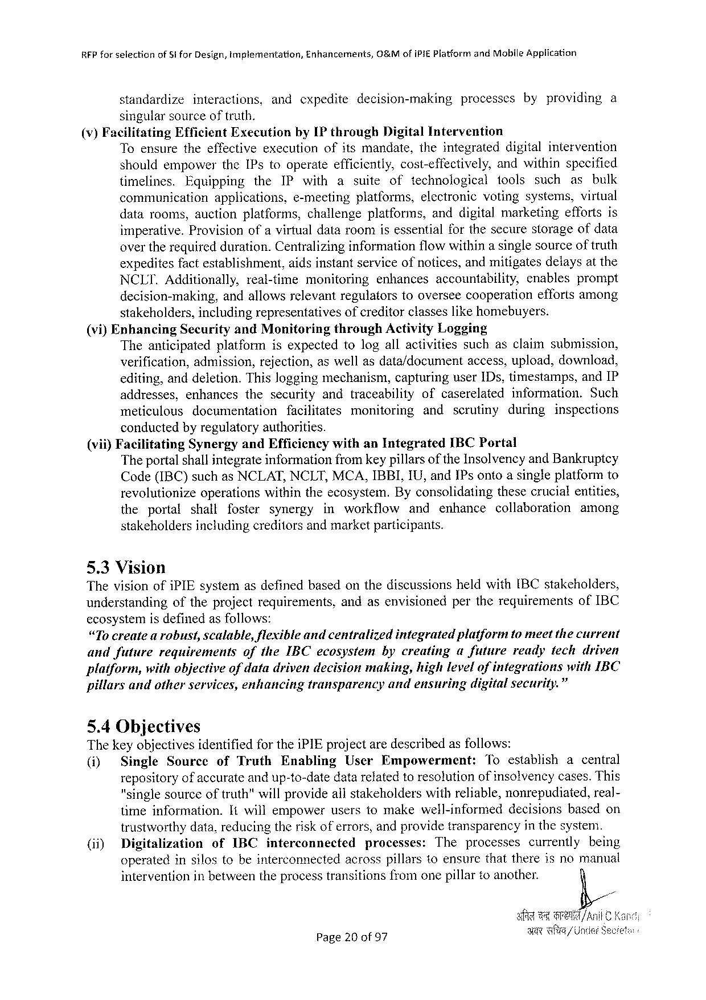 RFP for selection of SI for Design, Implementation, Enhancements, O&M of iPIE Platform and Mobile Application
standardize interactions, and expedite decision-making processes by providing a
singular source of truth.
(v) Facilitating Efficient Execution by IP through Digital Intervention
To ensure the effective execution of its mandate, the integrated digital intervention
should empower the IPs to operate efficiently, cost-effectively, and within specified
timelines. Equipping the IP with a suite of technological tools such as bulk
communication applications, e-meeting platforms, electronic voting systems, virtual
data rooms, auction platforms, challenge platforms, and digital marketing efforts is
imperative. Provision of a virtual data room is essential for the secure storage of data
over the required duration. Centralizing information flow within a single source of truth
expedites fact establishment, aids instant service of notices, and mitigates delays at the
NCLT. Additionally, real-time monitoring enhances accountability, enables prompt
decision-making, and allows relevant regulators to oversee cooperation efforts among
stakeholders, including representatives of creditor classes like homebuyers.
(vi) Enhancing Security and Monitoring through Activity Logging
The anticipated platform is expected to log all activities such as claim submission,
verification, admission, rejection, as well as data/document access, upload, download,
editing, and deletion. This logging mechanism, capturing user IDs, timestamps, and IP
addresses, enhances the security and traceability of caserelated information. Such
meticulous documentation facilitates monitoring and scrutiny during inspections
conducted by regulatory authorities.
(vii) Facilitating Synergy and Efficiency with an Integrated IBC Portal
The portal shall integrate information from key pillars of the Insolvency and Bankruptcy
Code (IBC) such as NCLAT, NCLT, MCA, IBBI, IU, and IPs onto a single platform to
revolutionize operations within the ecosystem. By consolidating these crucial entities,
the portal shall foster synergy in workflow and enhance collaboration among
stakeholders including creditors and market participants.
5.3 Vision
The vision of iPIE system as defined based on the discussions held with IBC stakeholders,
understanding of the project requirements, and as envisioned per the requirements of IBC
ecosystem is defined as follows:
“To create a robust, scalable, flexible and centralized integrated platform to meet the current
and future requirements of the IBC ecosystem by creating a future ready tech driven
platform, with objective of data driven decision making, high level of integrations with IBC
pillars and other services, enhancing transparency and ensuring digital security.”
5.4 Objectives
The key objectives identified for the iPIE project are described as follows:
(i) Single Source of Truth Enabling User Empowerment: To establish a central
repository of accurate and up-to-date data related to resolution of insolvency cases. This
"single source of truth" will provide all stakeholders with reliable, nonrepudiated, real-
time information. It will empower users to make well-informed decisions based on
trustworthy data, reducing the risk of errors, and provide transparency in the system.
(ii) Digitalization of IBC interconnected processes: The processes currently being
operated in silos to be interconnected across pillars to ensure that there is no manual
intervention in between the process transitions from one pillar to another.
अनिल चन्द्र काण्डपाल/Anil C
अवर सचिव/Under
Page 20 of 97